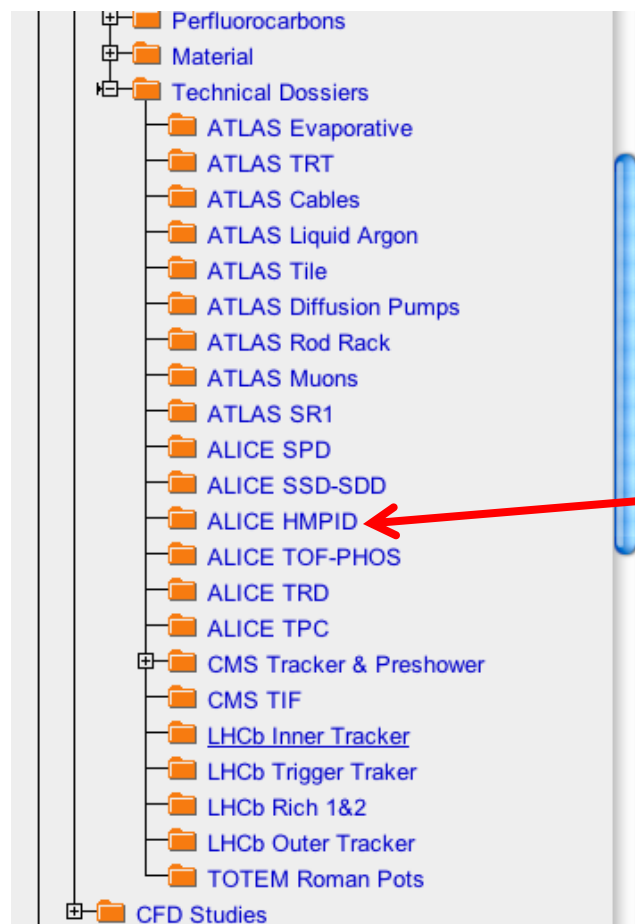 Perfluorocarbons
Material
Technical Dossiers
ATLAS Evaporative
ATLAS TRT
ATLAS Cables
ATLAS Liquid Argon
ATLAS Tile
ATLAS Diffusion Pumps
ATLAS Rod Rack
ATLAS Muons
ATLAS SR1
ALICE SPD
ALICE SSD-SDD
ALICE HMPID
ALICE TOF-PHOS
ALICE TRD
ALICE TPC
CMS Tracker & Preshower
CMS TIF
LHCb Inner Tracker
LHCb Trigger Traker
LHCb Rich 1&2
LHCb Outer Tracker
TOTEM Roman Pots
CFD Studies